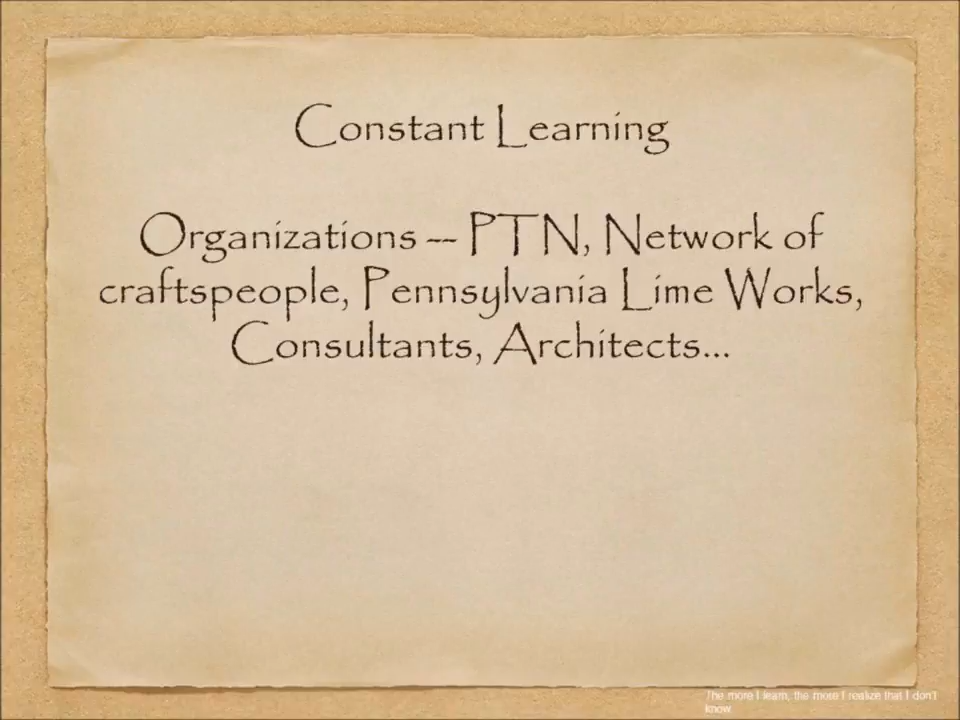 Constant Learning
Organizations -- PTN, Network of
craftspeople, Pennsylvania Lime Works,
Consultants, Architects...
The more I learn, the more I realize that I don't
know